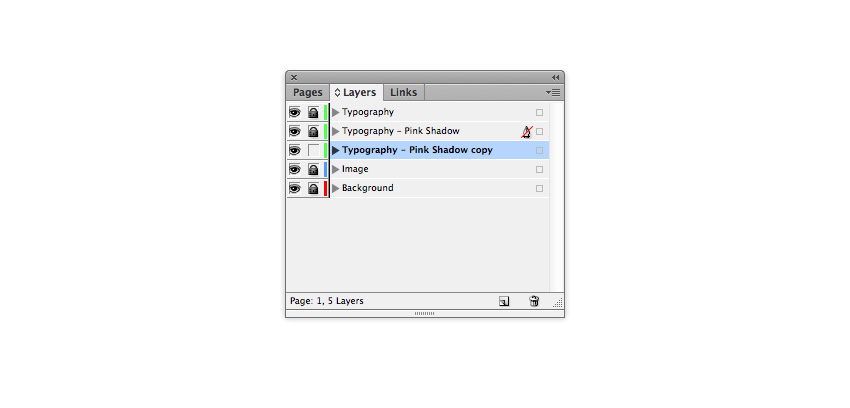 Pages Layers Links
Typography
Typography – Pink Shadow
Typography – Pink Shadow copy
Image
Background
Page: 1, 5 Layers